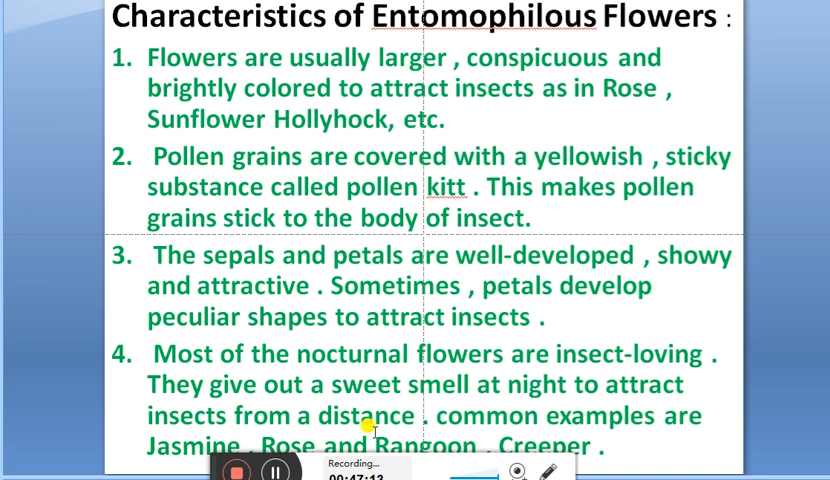 Characteristics of Entomophilous Flowers :
1. Flowers are usually larger , conspicuous and
brightly colored to attract insects as in Rose ,
Sunflower Hollyhock, etc.
2. Pollen grains are covered with a yellowish , sticky
substance called pollen kitt . This makes pollen
grains stick to the body of insect.
3. The sepals and petals are well-developed , showy
and attractive . Sometimes , petals develop
peculiar shapes to attract insects .
4. Most of the nocturnal flowers are insect-loving .
They give out a sweet smell at night to attract
insects from a distance . common examples are
Jasmine , Rose and Rangoon , Creeper .
Recording...
00:47:13